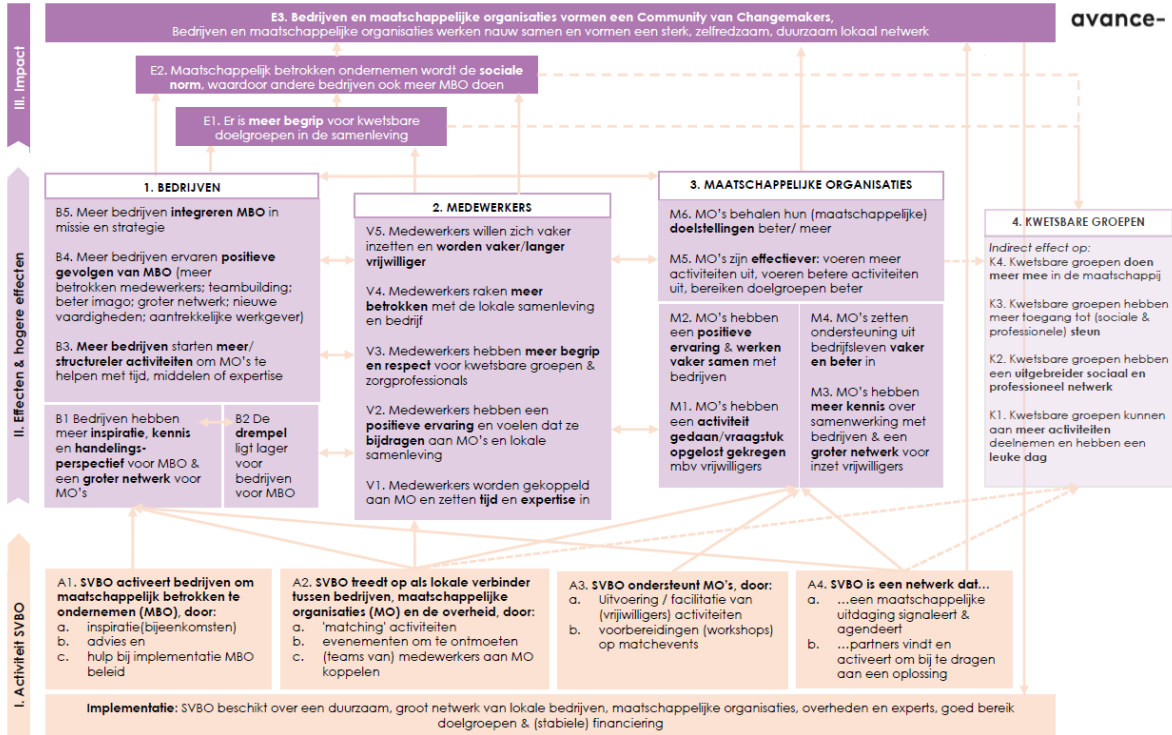 avance-
III. Impact
E3. Bedrijven en maatschappelijke organisaties vormen een Community van Changemakers,
Bedrijven en maatschappelijke organisaties werken nauw samen en vormen een sterk, zelfredzaam, duurzaam lokaal netwerk
E2. Maatschappelijk betrokken ondernemen wordt de sociale
norm, waardoor andere bedrijven ook meer MBO doen
E1. Er is meer begrip voor kwetsbare
doelgroepen in de samenleving
II. Effecten & hogere effecten
1. BEDRIJVEN
B5. Meer bedrijven integreren MBO in
missie en strategie
B4. Meer bedrijven ervaren positieve
gevolgen van MBO (meer
betrokken medewerkers; teambuilding;
beter imago; groter netwerk; nieuwe
vaardigheden; aantrekkelijke werkgever)
B3. Meer bedrijven starten meer/
structureler activiteiten om MO's te
helpen met tijd, middelen of expertise
B1 Bedrijven hebben
meer inspiratie, kennis
en handelings-
perspectief voor MBO &
een groter netwerk voor
MO's
B2 De
drempel
ligt lager
voor
bedrijven
voor MBO
2. MEDEWERKERS
V5. Medewerkers willen zich vaker
inzetten en worden vaker/langer
vrijwilliger
V4. Medewerkers raken meer
betrokken met de lokale samenleving
en bedrijf
V3. Medewerkers hebben meer begrip
en respect voor kwetsbare groepen &
zorgprofessionals
V2. Medewerkers hebben een
positieve ervaring en voelen dat ze
bijdragen aan MO's en lokale
samenleving
V1. Medewerkers worden gekoppeld
aan MO en zetten tijd en expertise in
3. MAATSCHAPPELIJKE ORGANISATIES
M6. MO's behalen hun (maatschappelijke)
doelstellingen beter/ meer
M5. MO's zijn effectiever: voeren meer
activiteiten uit, voeren betere activiteiten
uit, bereiken doelgroepen beter
M2. MO's hebben
een positieve
ervaring & werken
vaker samen met
bedrijven
M1. MO's hebben
een activiteit
gedaan/vraagstuk
opgelost gekregen
mbv vrijwilligers
M4. MO's zetten
ondersteuning uit
bedrijfsleven vaker
en beter in
M3. MO's hebben
meer kennis over
samenwerking met
bedrijven & een
groter netwerk voor
inzet vrijwilligers
4. KWETSBARE GROEPEN
Indirect effect op:
K4. Kwetsbare groepen doen
meer mee in de maatschappij
K3. Kwetsbare groepen hebben
meer toegang tot (sociale &
professionele) steun
K2. Kwetsbare groepen hebben
een uitgebreider sociaal en
professioneel netwerk
K1. Kwetsbare groepen kunnen
aan meer activiteiten
deelnemen en hebben een
leuke dag
I. Activiteit SVBO
A1. SVBO activeert bedrijven om
maatschappelijk betrokken te
ondernemen (MBO), door:
a. inspiratie(bijeenkomsten)
b. advies en
c. hulp bij implementatie MBO
beleid
A2. SVBO treedt op als lokale verbinder
tussen bedrijven, maatschappelijke
organisaties (MO) en de overheid, door:
a. 'matching' activiteiten
b. evenementen om te ontmoeten
c. (teams van) medewerkers aan MO
koppelen
A3. SVBO ondersteunt MO's, door:
a. Uitvoering / facilitatie van
(vrijwilligers) activiteiten
b. voorbereidingen (workshops)
op matchevents
A4. SVBO is een netwerk dat…
a. …een maatschappelijke
uitdaging signaleert &
agendeert
b. …partners vindt en
activeert om bij te dragen
aan een oplossing
Implementatie: SVBO beschikt over een duurzaam, groot netwerk van lokale bedrijven, maatschappelijke organisaties, overheden en experts, goed bereik
doelgroepen & (stabiele) financiering